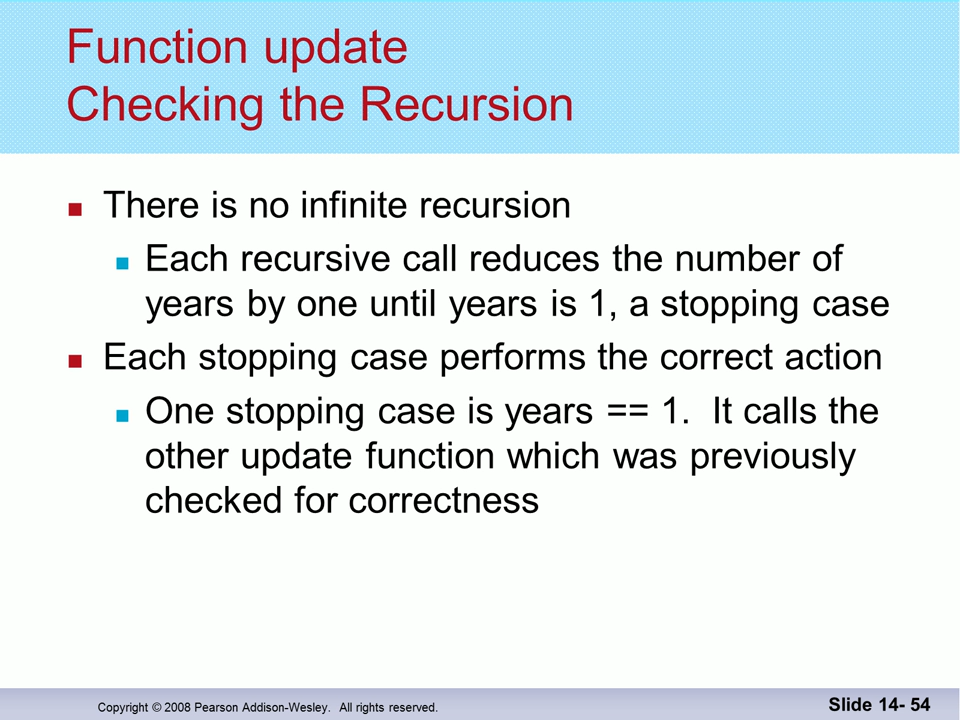 Function update
Checking the Recursion
There is no infinite recursion
Each recursive call reduces the number of
years by one until years is 1, a stopping case
Each stopping case performs the correct action
One stopping case is years == 1.  It calls the
other update function which was previously
checked for correctness
Copyright © 2008 Pearson Addison-Wesley.  All rights reserved.
Slide 14- 54